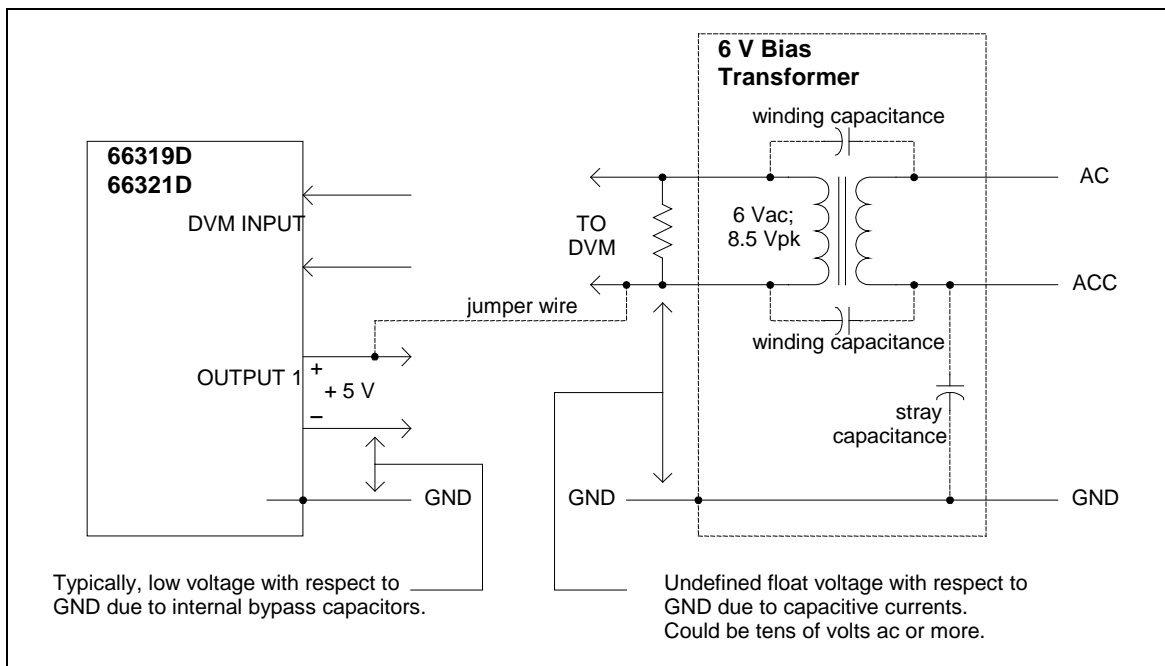 6 V Bias
Transformer
winding capacitance
66319D
66321D
DVM INPUT
TO
DVM
6 Vac;
8.5 Vpk
AC
ACC
jumper wire
winding capacitance
OUTPUT 1
+
+ 5 V
–
stray
capacitance
GND
GND
GND
Typically, low voltage with respect to
GND due to internal bypass capacitors.
Undefined float voltage with respect to
GND due to capacitive currents.
Could be tens of volts ac or more.